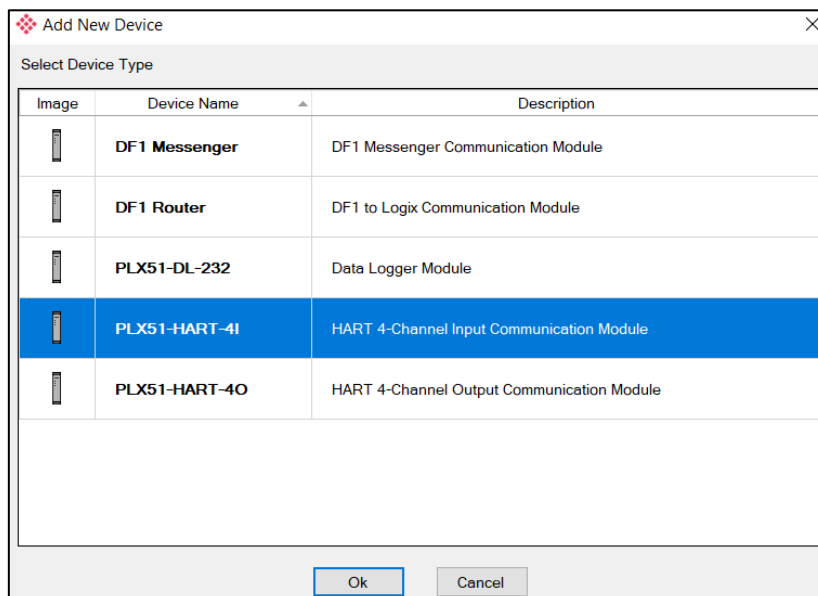 Add New Device
Select Device Type
Image Device Name Description
DF1 Messenger DF1 Messenger Communication Module
DF1 Router DF1 to Logix Communication Module
PLX51-DL-232 Data Logger Module
PLX51-HART-4I HART 4-Channel Input Communication Module
PLX51-HART-4O HART 4-Channel Output Communication Module
Ok Cancel